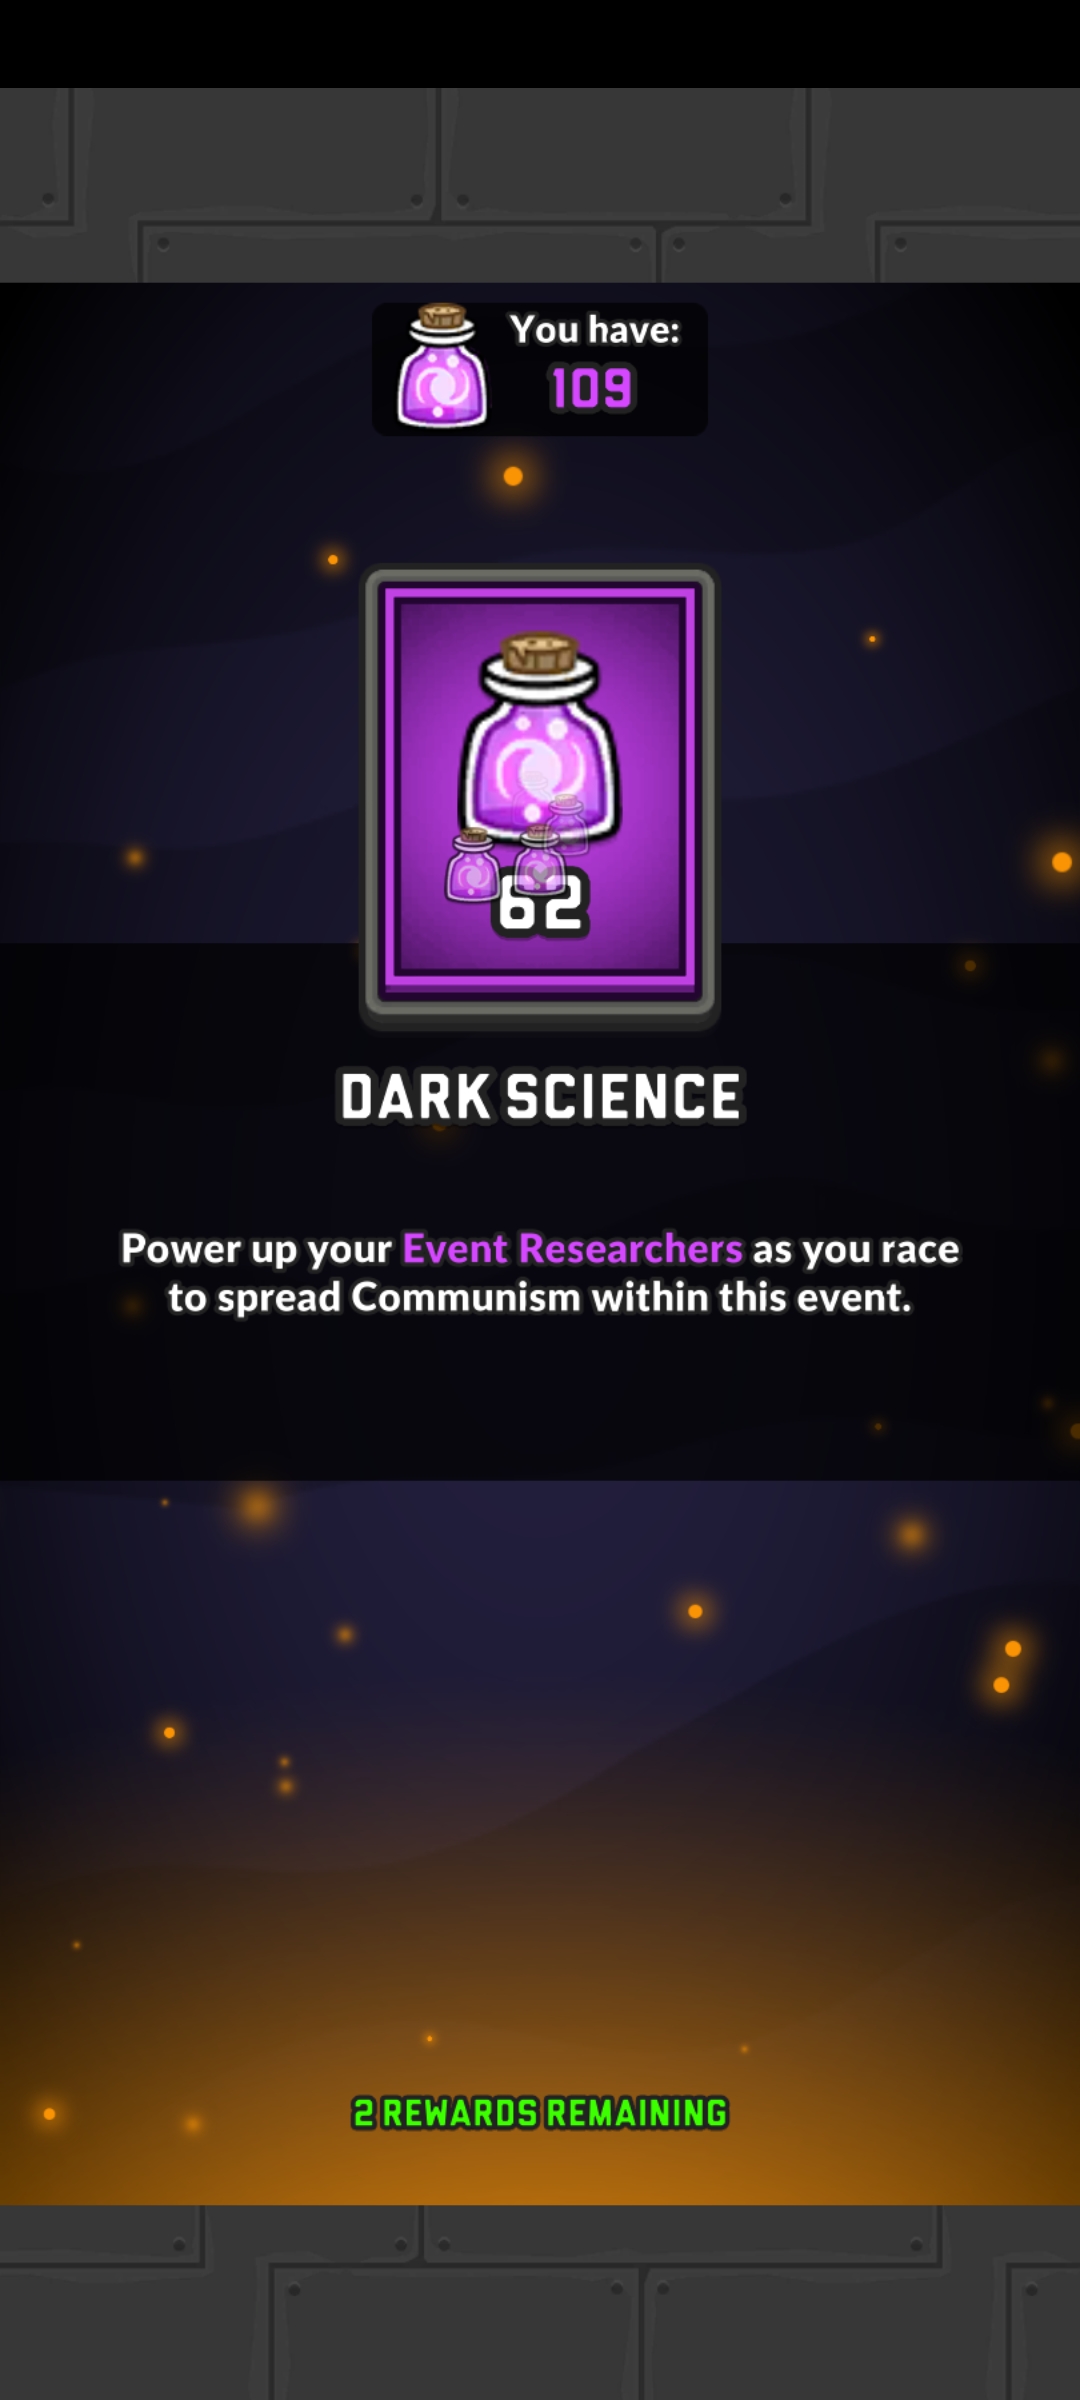 You have:
109
62
DARK SCIENCE
Power up your Event Researchers as you race
to spread Communism within this event.
2 REWARDS REMAINING